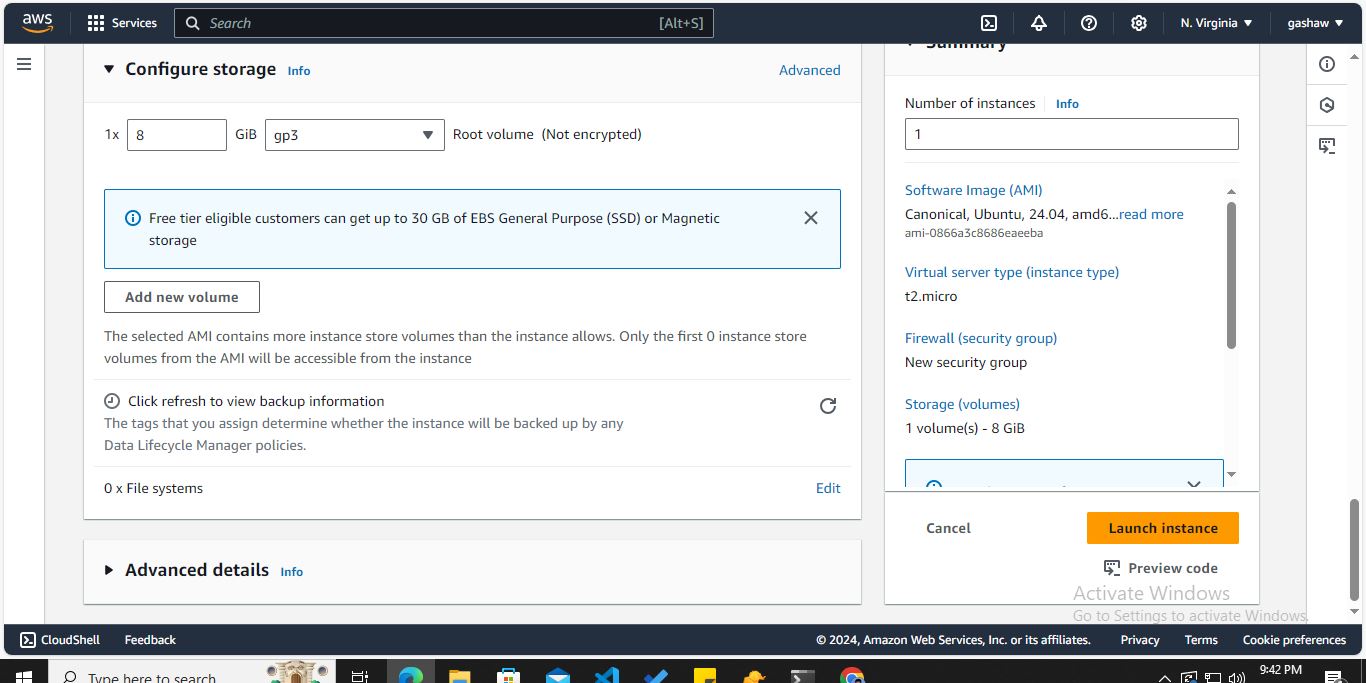 aws
Services
Search
[Alt+S]
N. Virginia
gashaw
Configure storage
Info
Advanced
1x
8
GiB
gp3
Root volume (Not encrypted)
Free tier eligible customers can get up to 30 GB of EBS General Purpose (SSD) or Magnetic
storage
Add new volume
The selected AMI contains more instance store volumes than the instance allows. Only the first 0 instance store
volumes from the AMI will be accessible from the instance
Click refresh to view backup information
The tags that you assign determine whether the instance will be backed up by any
Data Lifecycle Manager policies.
0 x File systems
Edit
Advanced details
Info
Summary
Number of instances
Info
1
Software Image (AMI)
Canonical, Ubuntu, 24.04, amd6...read more
ami-0866a3c8686eaeeba
Virtual server type (instance type)
t2.micro
Firewall (security group)
New security group
Storage (volumes)
1 volume(s) - 8 GiB
Cancel
Launch instance
Preview code
Activate Windows
Go to Settings to activate Windows.
CloudShell
Feedback
© 2024, Amazon Web Services, Inc. or its affiliates.
Privacy
Terms
Cookie preferences
Type here to search
9:42 PM